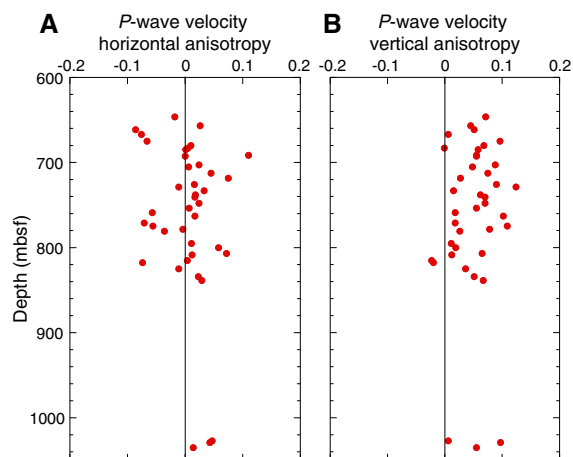 A
P-wave velocity
horizontal anisotropy
-0.2 -0.1 0 0.1 0.2
B
P-wave velocity
vertical anisotropy
-0.2 -0.1 0 0.1 0.2
Depth (mbsf)
600
700
800
900
1000